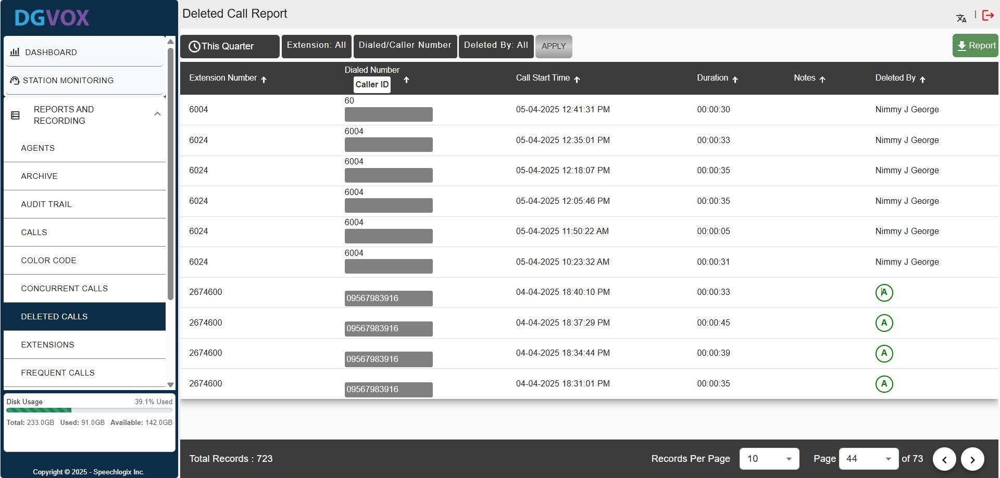 DGVOX
Deleted Call Report
DASHBOARD
STATION MONITORING
REPORTS AND
RECORDING
AGENTS
ARCHIVE
AUDIT TRAIL
CALLS
COLOR CODE
CONCURRENT CALLS
DELETED CALLS
EXTENSIONS
FREQUENT CALLS
Disk Usage 39.1% Used
Total: 233.0GB Used: 91.0GB Available: 142.0GB
Copyright © 2025 - Speechlogix Inc.
This Quarter Extension: All Dialed/Caller Number Deleted By: All APPLY Report
Extension Number Dialed Number Call Start Time Duration Notes Deleted By
Caller ID
60
6004 05-04-2025 12:41:31 PM 00:00:30 Nimmy J George
6004
6024 05-04-2025 12:35:01 PM 00:00:33 Nimmy J George
6004
6024 05-04-2025 12:18:07 PM 00:00:35 Nimmy J George
6004
6024 05-04-2025 12:05:46 PM 00:00:35 Nimmy J George
6004
6024 05-04-2025 11:50:22 AM 00:00:05 Nimmy J George
6004
6024 05-04-2025 10:23:32 AM 00:00:31 Nimmy J George
2674600 09567983916 04-04-2025 18:40:10 PM 00:00:33 A
2674600 09567983916 04-04-2025 18:37:29 PM 00:00:45 A
2674600 09567983916 04-04-2025 18:34:44 PM 00:00:39 A
2674600 09567983916 04-04-2025 18:31:01 PM 00:00:35 A
Total Records : 723 Records Per Page 10 Page 44 of 73